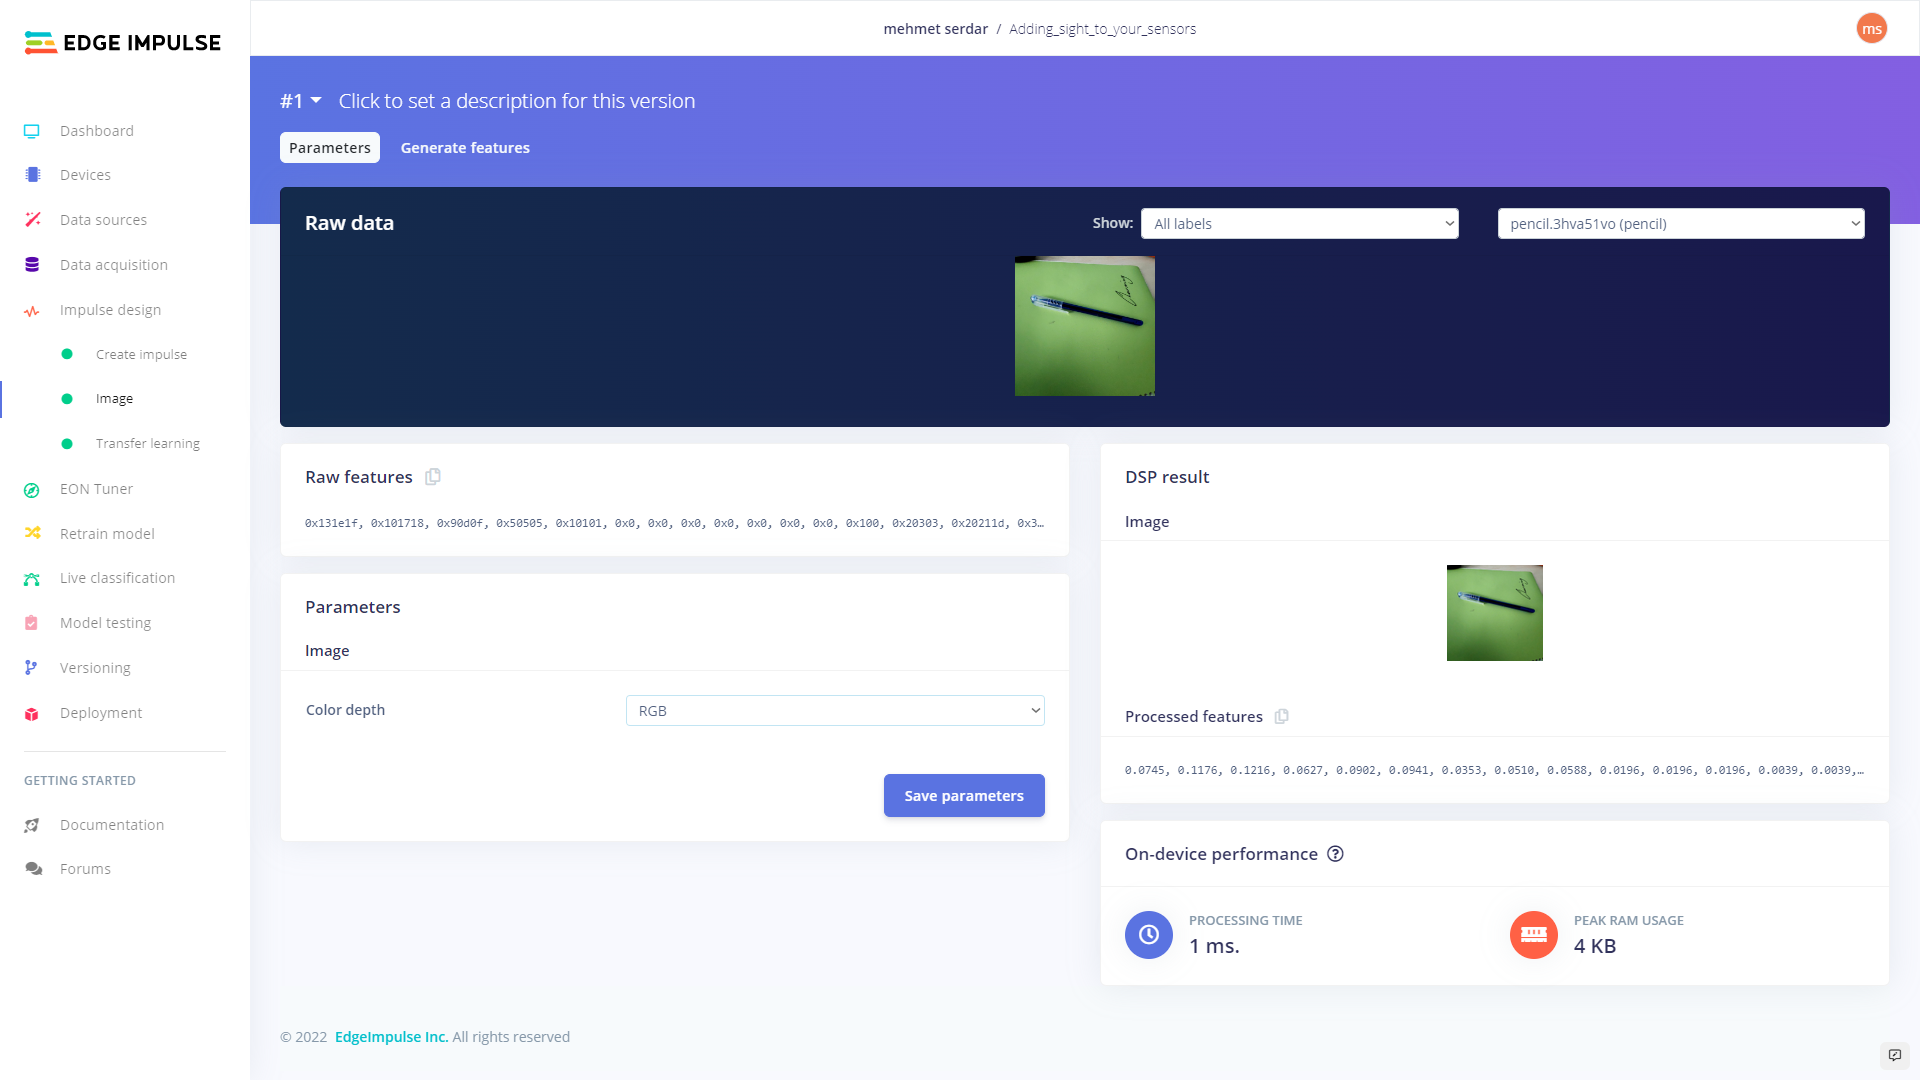 EDGE IMPULSE
mehmet serdar / Adding_sight_to_your_sensors
ms
Dashboard
Devices
Data sources
Data acquisition
Impulse design
Create impulse
Image
Transfer learning
EON Tuner
Retrain model
Live classification
Model testing
Versioning
Deployment
GETTING STARTED
Documentation
Forums
#1 Click to set a description for this version
Parameters Generate features
Raw data
Show: All labels pencil.3hva51vo (pencil)
Raw features
0x131e1f, 0x101718, 0x90d0f, 0x50505, 0x10101, 0x0, 0x0, 0x0, 0x0, 0x0, 0x0, 0x0, 0x100, 0x20303, 0x20211d, 0x3…
Parameters
Image
Color depth RGB
Save parameters
DSP result
Image
Processed features
0.0745, 0.1176, 0.1216, 0.0627, 0.0902, 0.0941, 0.0353, 0.0510, 0.0588, 0.0196, 0.0196, 0.0196, 0.0039, 0.0039,…
On-device performance
PROCESSING TIME
1 ms.
PEAK RAM USAGE
4 KB
© 2022 EdgeImpulse Inc. All rights reserved